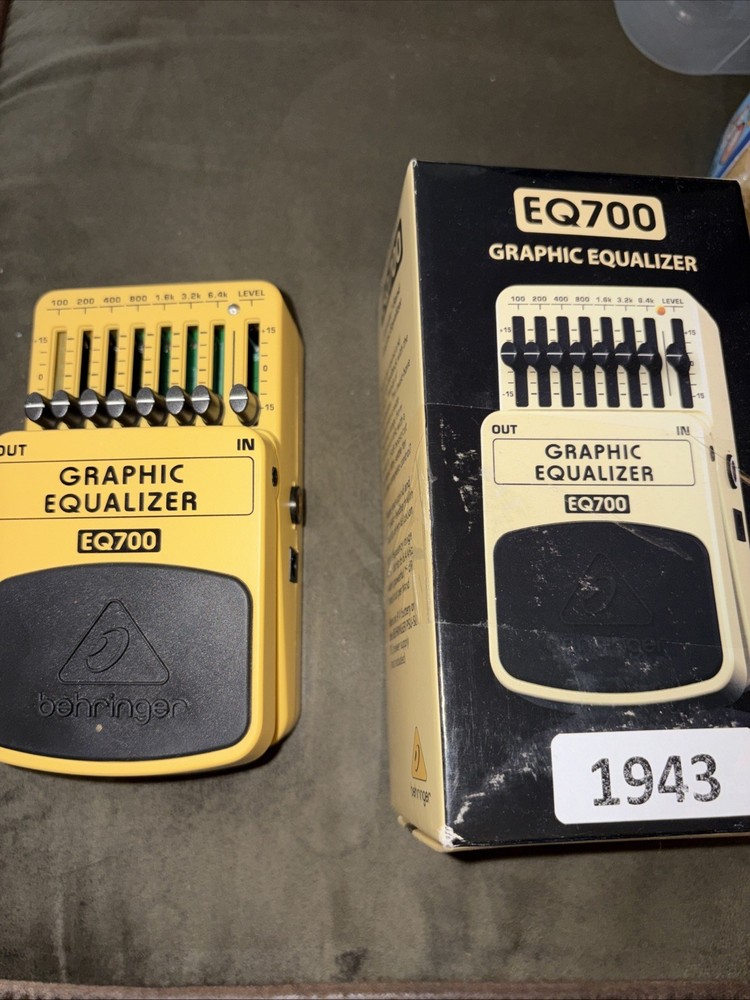 100 200 400 800 1.6k 3.2k 6.4k LEVEL
+15 +15
0 0
-15 -15
OUT IN
GRAPHIC
EQUALIZER
EQ700
behringer
EQ700
GRAPHIC EQUALIZER
100 200 400 800 1.6k 3.2k 6.4k LEVEL
+15 +15
-15 -15
OUT IN
GRAPHIC
EQUALIZER
EQ700
behringer
behringer
1943